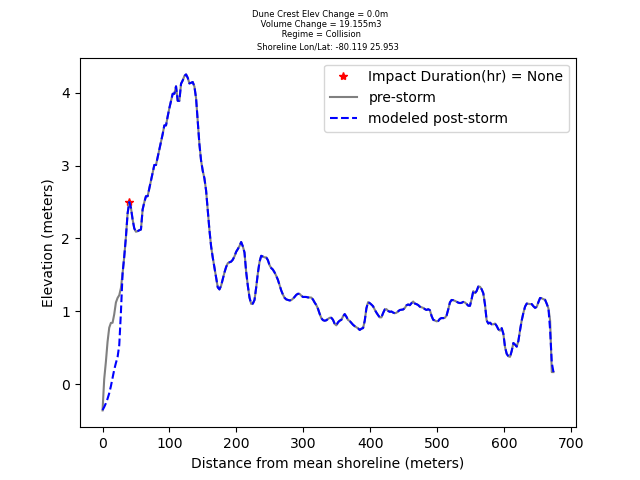 Dune Crest Elev Change = 0.0m
Volume Change = 19.155m3
Regime = Collision
Shoreline Lon/Lat: -80.119 25.953
Impact Duration(hr) = None
pre-storm
modeled post-storm
4
3
2
1
0
Elevation (meters)
0 100 200 300 400 500 600 700
Distance from mean shoreline (meters)